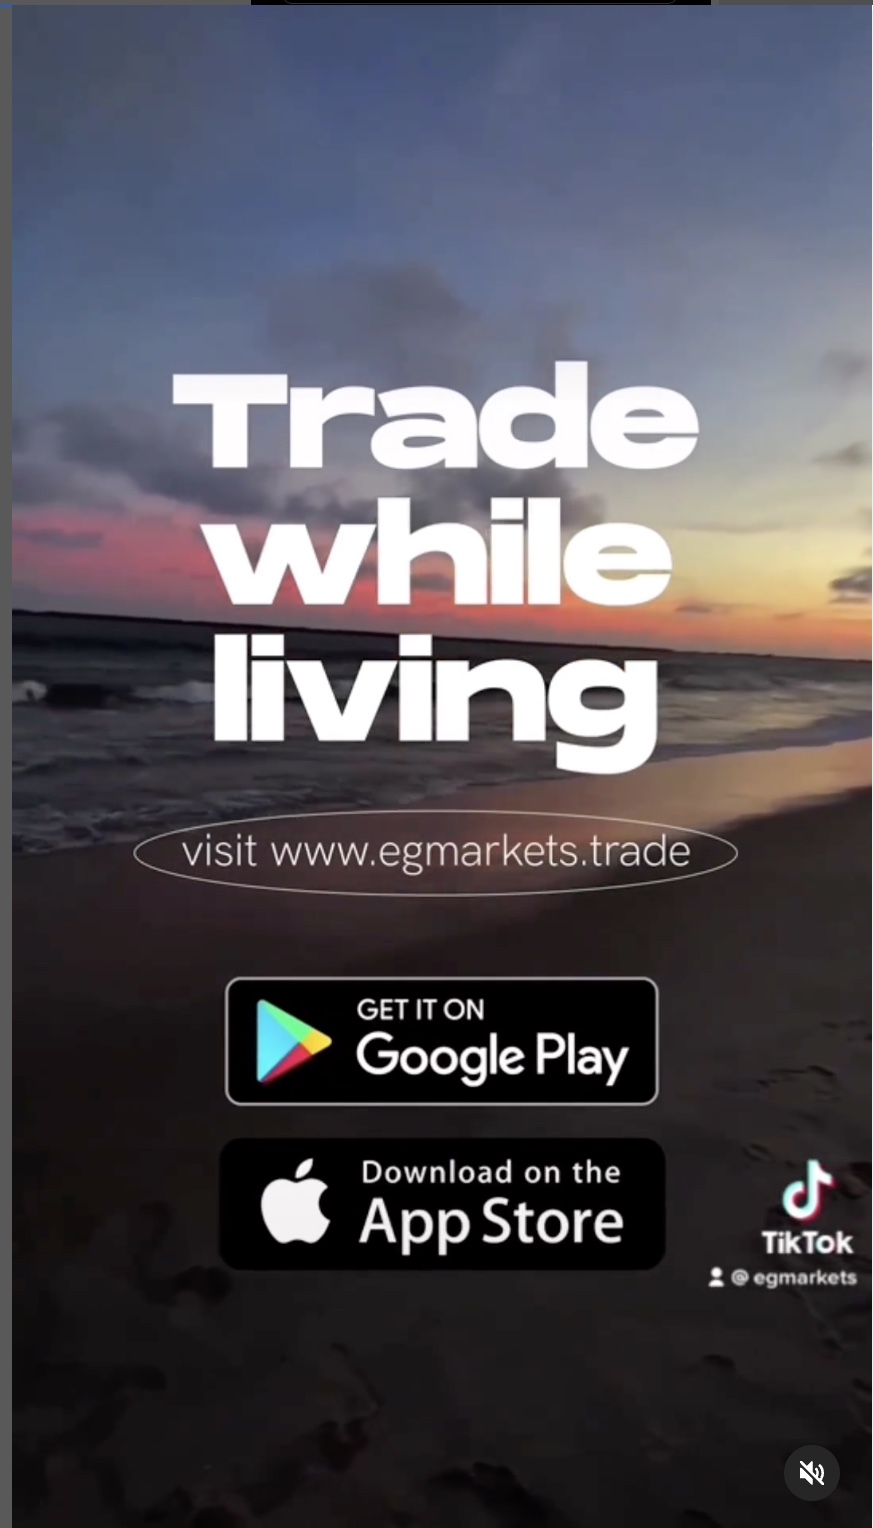 Trade
while
living
visit www.egmarkets.trade
GET IT ON
Google Play
Download on the
App Store
TikTok
@ egmarkets